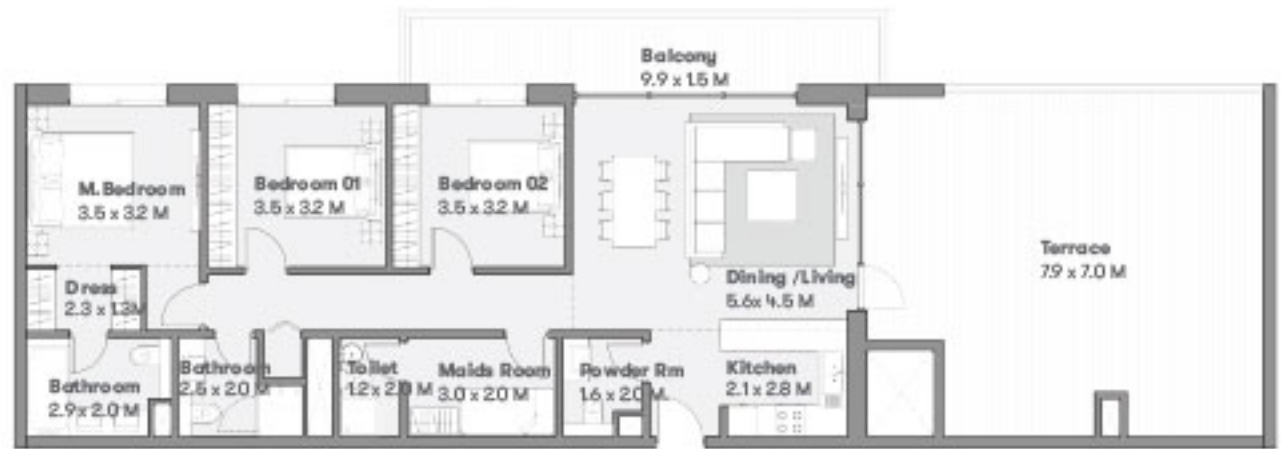 Balcony
9.9 x 1.5 M
M.Bedroom
3.5 x 3.2 M
Bedroom 01
3.5 x 3.2 M
Bedroom 02
3.5 x 3.2 M
Terrace
7.9 x 7.0 M
Dining /Living
5.6x 4.5 M
Dress
2.3 x 1.3M
Bathroom
2.9 x 2.0 M
Bathroom
2.5 x 2.0 M
Toilet
1.2 x 2.0 M
Maids Room
3.0 x 2.0 M
Powder Rm
1.6 x 2.0 M.
Kitchen
2.1 x 2.8 M